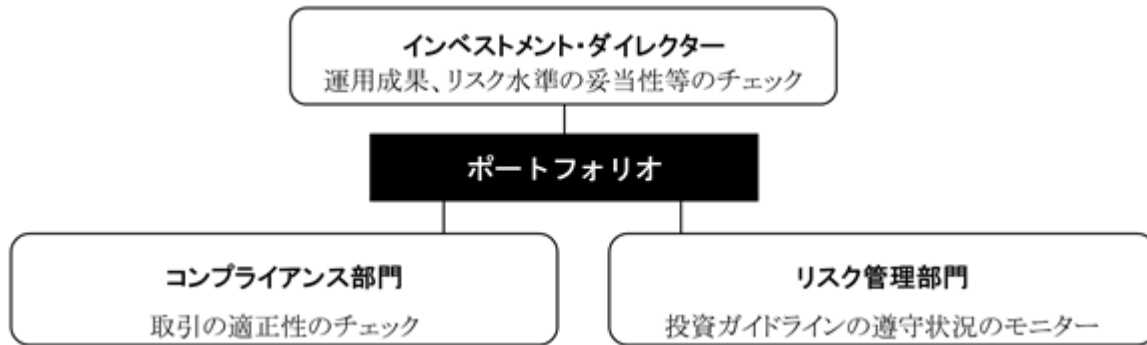 インベストメント・ダイレクター
運用成果、リスク水準の妥当性等のチェック
ポートフォリオ
コンプライアンス部門
取引の適正性のチェック
リスク管理部門
投資ガイドラインの遵守状況のモニター